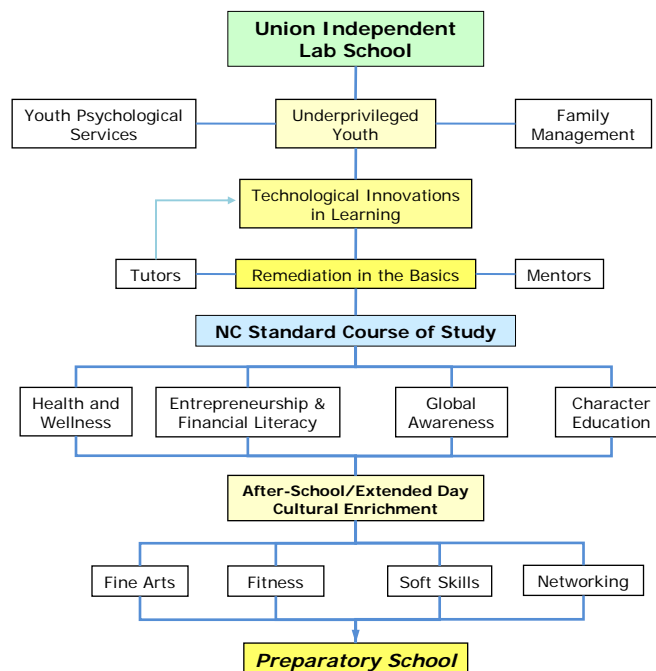 Union Independent
Lab School
Youth Psychological
Services
Underprivileged
Youth
Family
Management
Technological Innovations
in Learning
Tutors
Remediation in the Basics
Mentors
NC Standard Course of Study
Health and
Wellness
Entrepreneurship &
Financial Literacy
Global
Awareness
Character
Education
After-School/Extended Day
Cultural Enrichment
Fine Arts
Fitness
Soft Skills
Networking
Preparatory School